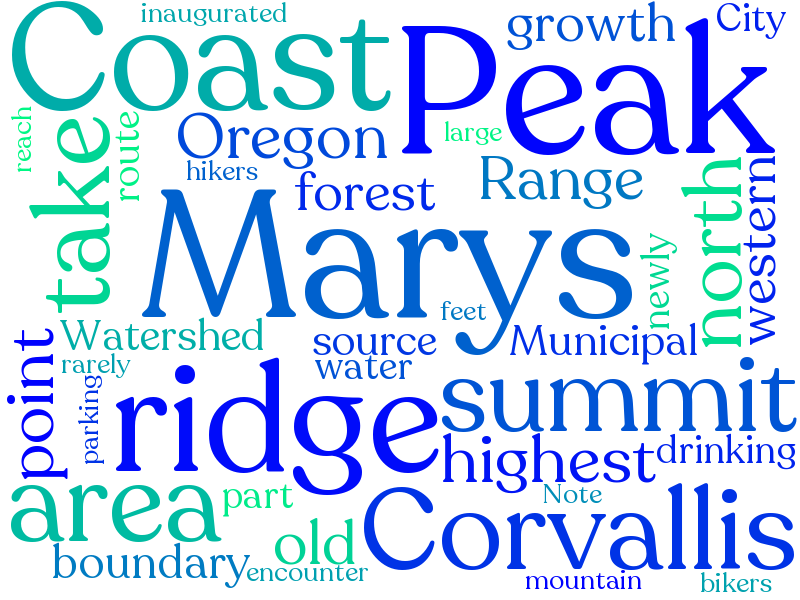 inaugurated
Coast
growth
City
Peak
reach
route
Oregon
large
hikers
take
forest
Range
north
western
Marys
newly
feet
Watershed
source
Municipal
rarely
water
point
parking
ridge
summit
highest
drinking
area
part
Note
Corvallis
old
boundary
encounter
mountain
bikers